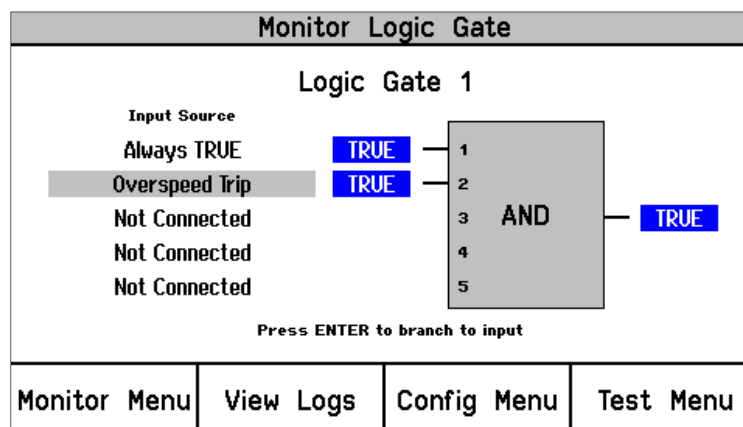 Monitor Logic Gate
Logic Gate 1
Input Source
Always TRUE TRUE 1
Overspeed Trip TRUE 2
Not Connected 3 AND TRUE
Not Connected 4
Not Connected 5
Press ENTER to branch to input
Monitor Menu View Logs Config Menu Test Menu